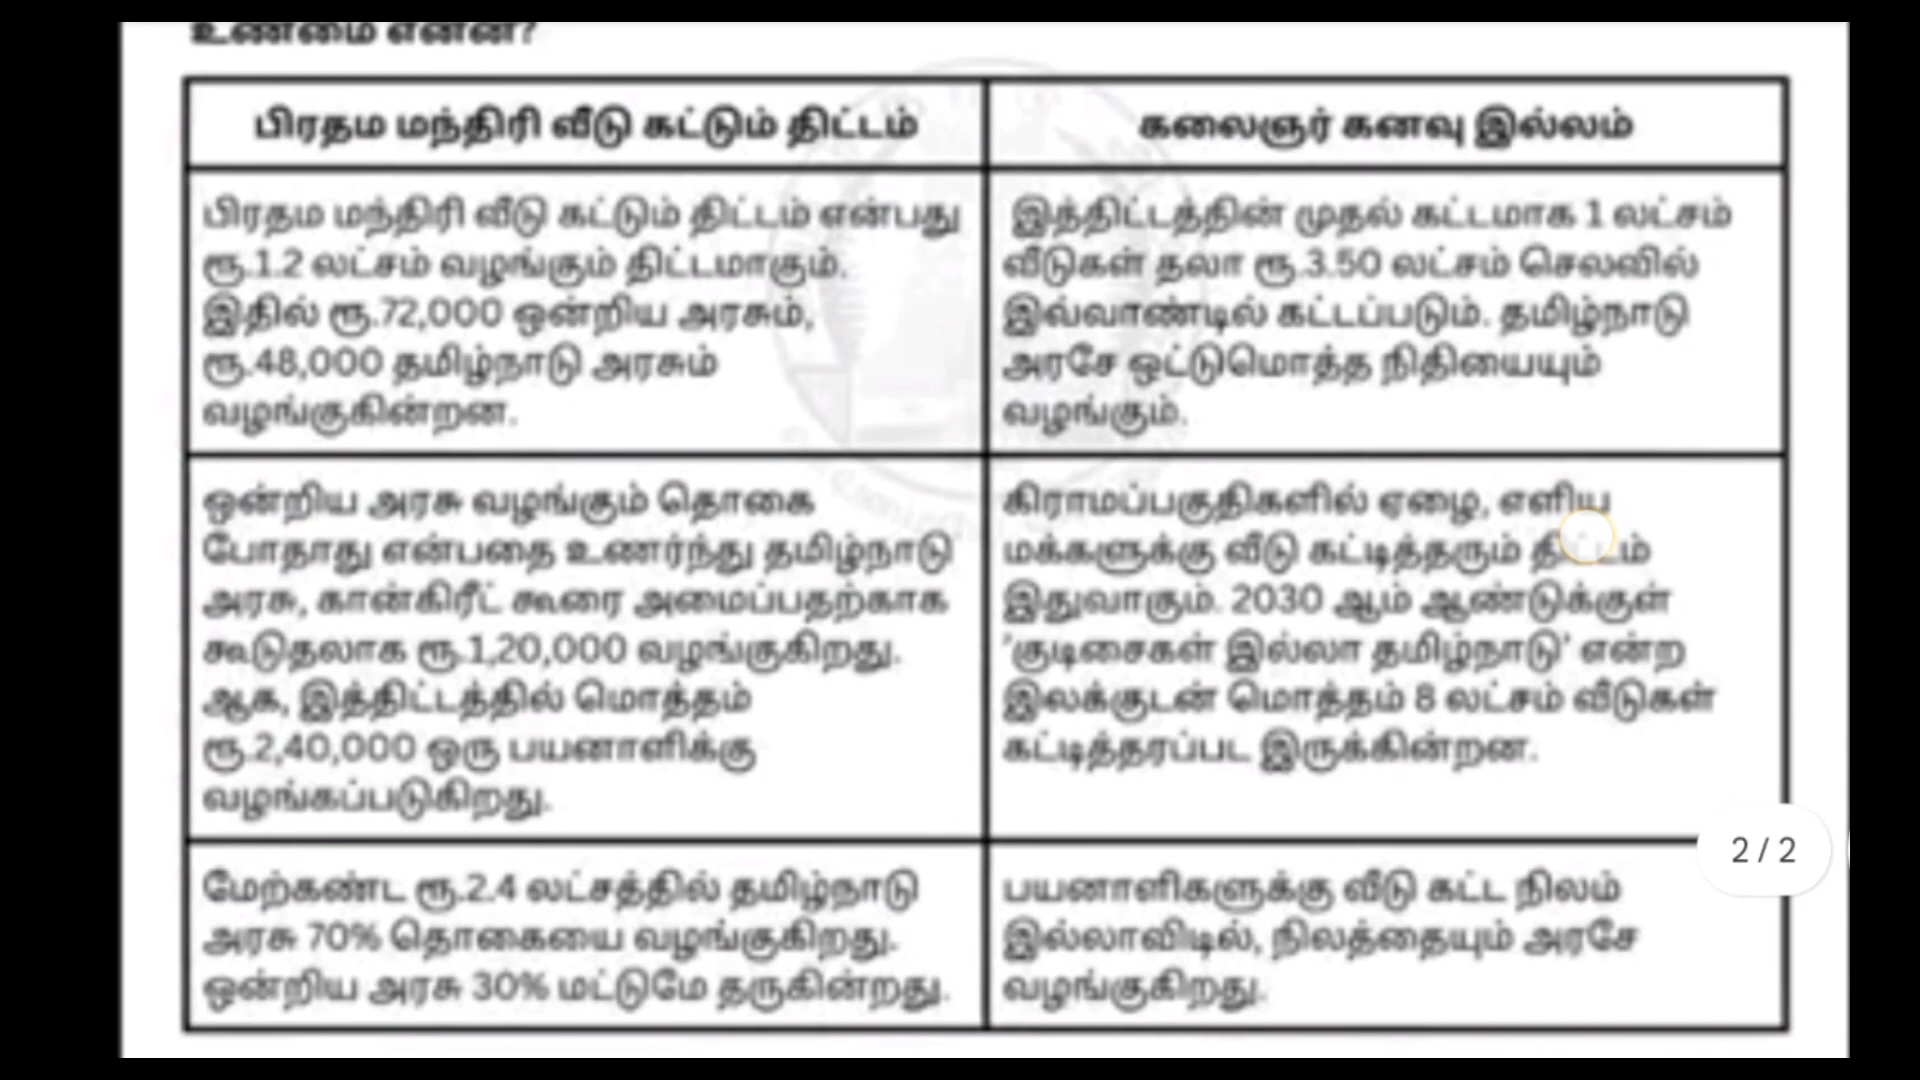 உண்மை என்ன?
பிரதம மந்திரி வீடு கட்டும் திட்டம்
கலைஞர் கனவு இல்லம்
பிரதம மந்திரி வீடு கட்டும் திட்டம் என்பது
ரூ.1.2 லட்சம் வழங்கும் திட்டமாகும்.
இதில் ரூ.72,000 ஒன்றிய அரசும்,
ரூ.48,000 தமிழ்நாடு அரசும்
வழங்குகின்றன.
இத்திட்டத்தின் முதல் கட்டமாக 1 லட்சம்
வீடுகள் தலா ரூ.3.50 லட்சம் செலவில்
இவ்வாண்டில் கட்டப்படும். தமிழ்நாடு
அரசே ஒட்டுமொத்த நிதியையும்
வழங்கும்.
ஒன்றிய அரசு வழங்கும் தொகை
போதாது என்பதை உணர்ந்து தமிழ்நாடு
அரசு, கான்கிரீட் கூரை அமைப்பதற்காக
கூடுதலாக ரூ.1,20,000 வழங்குகிறது.
ஆக, இத்திட்டத்தில் மொத்தம்
ரூ.2,40,000 ஒரு பயனாளிக்கு
வழங்கப்படுகிறது.
கிராமப்பகுதிகளில் ஏழை, எளிய
மக்களுக்கு வீடு கட்டித்தரும் திட்டம்
இதுவாகும். 2030 ஆம் ஆண்டுக்குள்
'குடிசைகள் இல்லா தமிழ்நாடு' என்ற
இலக்குடன் மொத்தம் 8 லட்சம் வீடுகள்
கட்டித்தரப்பட இருக்கின்றன.
மேற்கண்ட ரூ.2.4 லட்சத்தில் தமிழ்நாடு
அரசு 70% தொகையை வழங்குகிறது.
ஒன்றிய அரசு 30% மட்டுமே தருகின்றது.
பயனாளிகளுக்கு வீடு கட்ட நிலம்
இல்லாவிடில், நிலத்தையும் அரசே
வழங்குகிறது.
2 / 2